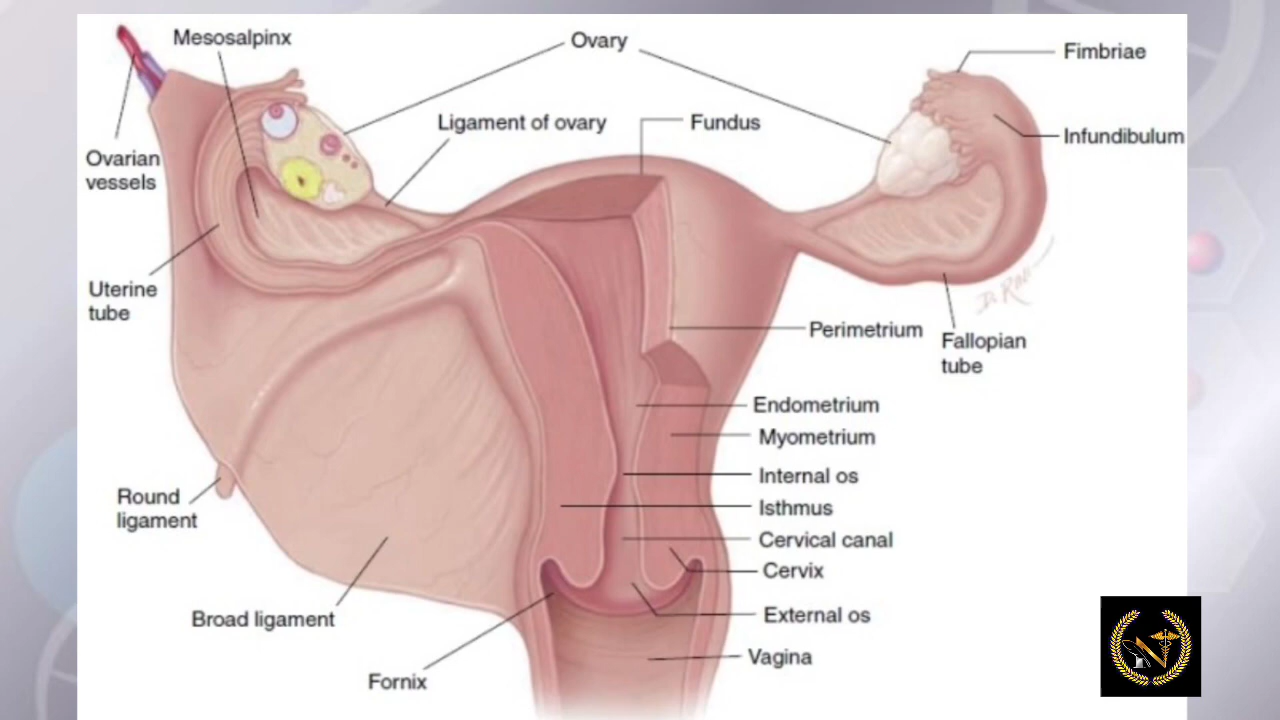 Mesosalpinx
Ovary
Fimbriae
Ligament of ovary
Fundus
Infundibulum
Ovarian
vessels
Uterine
tube
Perimetrium
Fallopian
tube
Endometrium
Myometrium
Internal os
Round
ligament
Isthmus
Cervical canal
Cervix
Broad ligament
External os
Vagina
Fornix